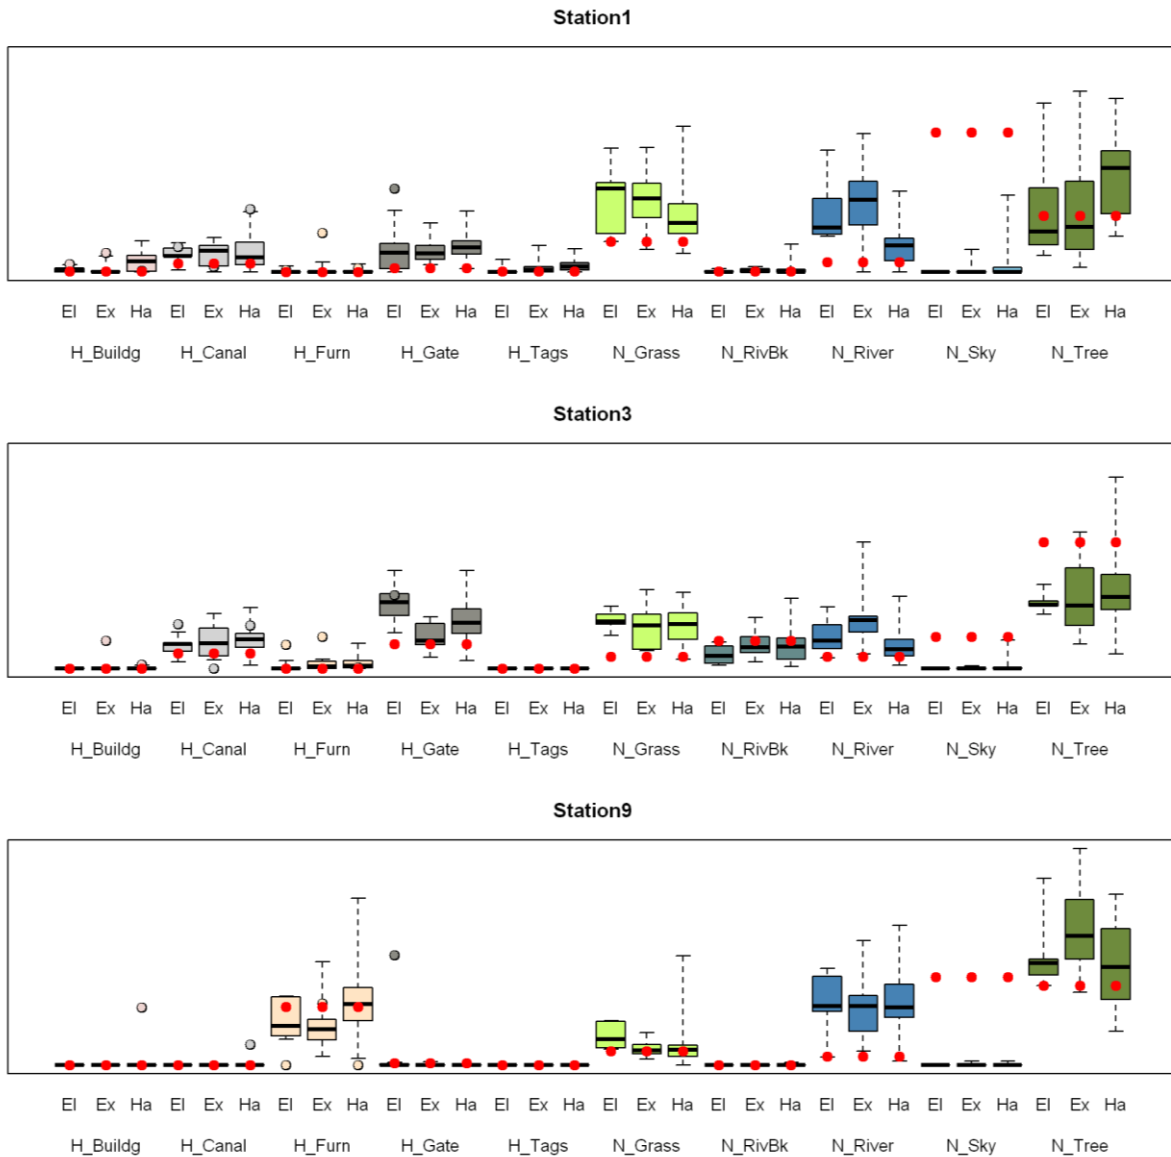 Station1
El Ex Ha El Ex Ha El Ex Ha El Ex Ha El Ex Ha El Ex Ha El Ex Ha El Ex Ha El Ex Ha El Ex Ha
H_Buildg H_Canal H_Furn H_Gate H_Tags N_Grass N_RivBk N_River N_Sky N_Tree
Station3
El Ex Ha El Ex Ha El Ex Ha El Ex Ha El Ex Ha El Ex Ha El Ex Ha El Ex Ha El Ex Ha El Ex Ha
H_Buildg H_Canal H_Furn H_Gate H_Tags N_Grass N_RivBk N_River N_Sky N_Tree
Station9
El Ex Ha El Ex Ha El Ex Ha El Ex Ha El Ex Ha El Ex Ha El Ex Ha El Ex Ha El Ex Ha El Ex Ha
H_Buildg H_Canal H_Furn H_Gate H_Tags N_Grass N_RivBk N_River N_Sky N_Tree